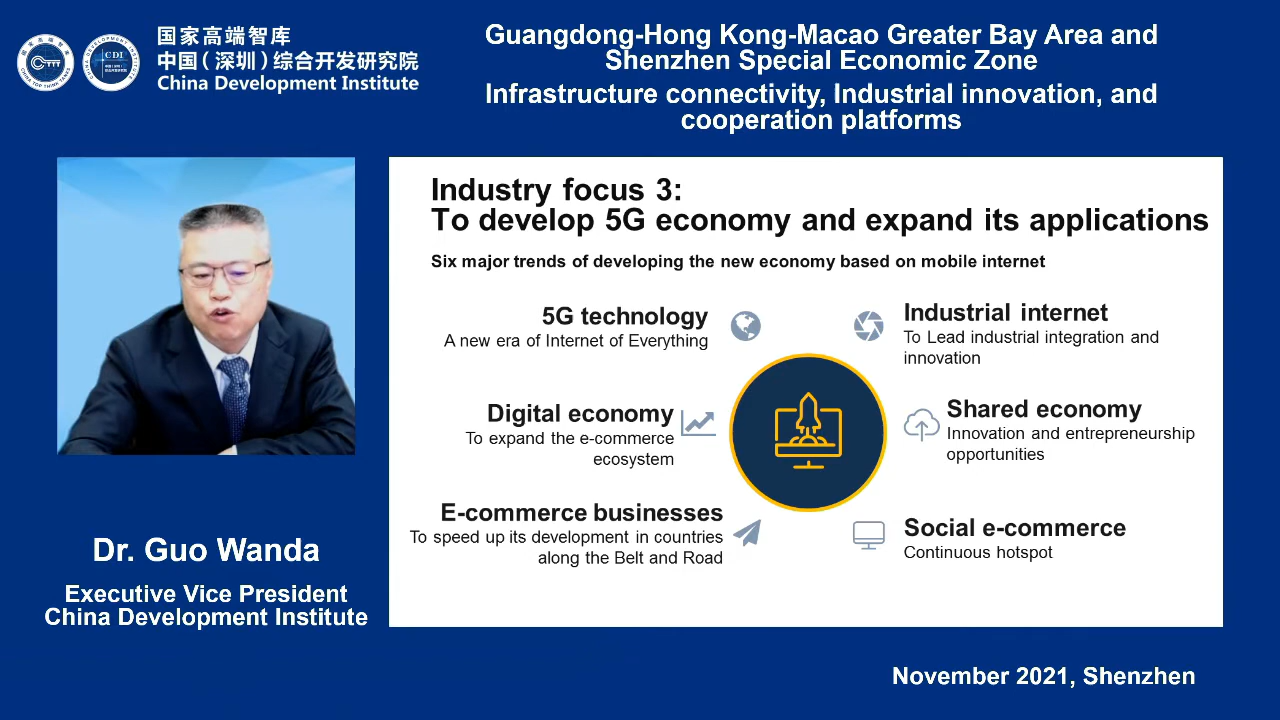 国家高端智库
中国（深圳）综合开发研究院
China Development Institute
CDI
Guangdong-Hong Kong-Macao Greater Bay Area and
Shenzhen Special Economic Zone
Infrastructure connectivity, Industrial innovation, and
cooperation platforms
Industry focus 3:
To develop 5G economy and expand its applications
Six major trends of developing the new economy based on mobile internet
5G technology
A new era of Internet of Everything
Industrial internet
To Lead industrial integration and
innovation
Digital economy
To expand the e-commerce
ecosystem
Shared economy
Innovation and entrepreneurship
opportunities
E-commerce businesses
To speed up its development in countries
along the Belt and Road
Social e-commerce
Continuous hotspot
Dr. Guo Wanda
Executive Vice President
China Development Institute
November 2021, Shenzhen